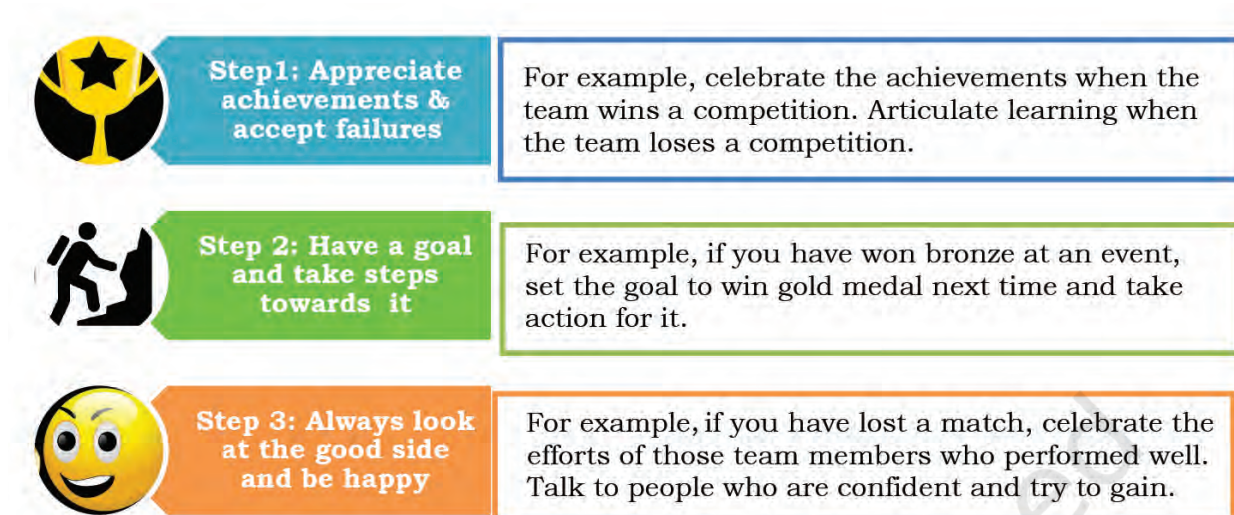 Step1: Appreciate
achievements &
accept failures
For example, celebrate the achievements when the
team wins a competition. Articulate learning when
the team loses a competition.
Step 2: Have a goal
and take steps
towards it
For example, if you have won bronze at an event,
set the goal to win gold medal next time and take
action for it.
Step 3: Always look
at the good side
and be happy
For example, if you have lost a match, celebrate the
efforts of those team members who performed well.
Talk to people who are confident and try to gain.